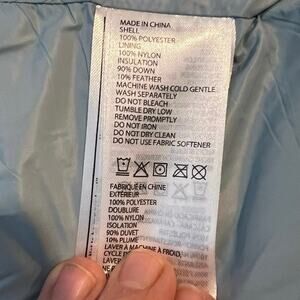 MADE IN CHINA
SHELL
100% POLYESTER
LINING
100% NYLON
INSULATION
90% DOWN
10% FEATHER
MACHINE WASH COLD GENTLE
WASH SEPARATELY
DO NOT BLEACH
TUMBLE DRY LOW
REMOVE PROMPTLY
DO NOT IRON
DO NOT DRY CLEAN
DO NOT USE FABRIC SOFTENER
FABRIQUÉ EN CHINE
EXTÉRIEUR
100% POLYESTER
DOUBLURE
100% NYLON
ISOLATION
90% DUVET
10% PLUME
LAVER À MACHINE À FROID,
CYCLE
LAVER